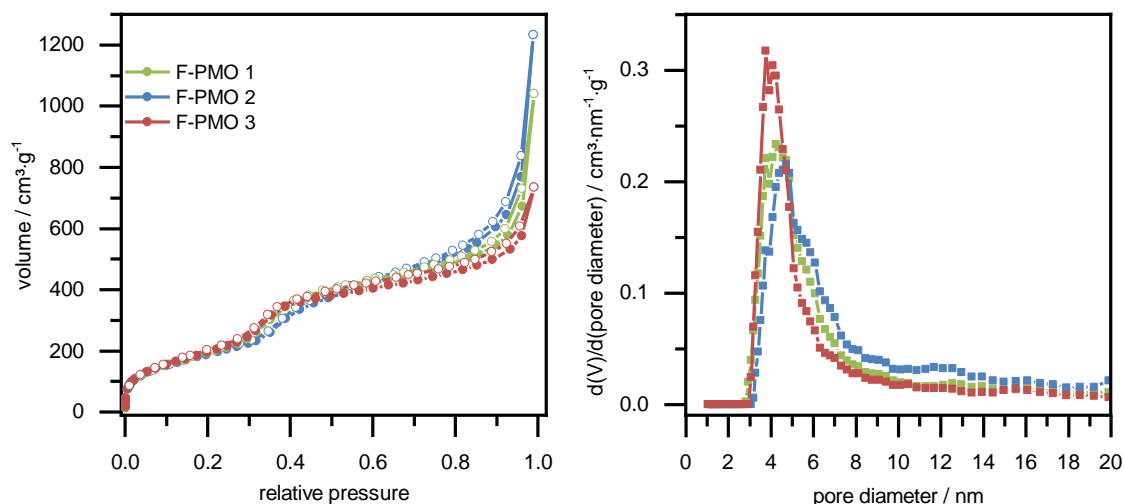 volume / cm³·g⁻¹
1200
1000
800
600
400
200
0
F-PMO 1
F-PMO 2
F-PMO 3
0.0 0.2 0.4 0.6 0.8 1.0
relative pressure
d(V)/d(pore diameter) / cm³·nm⁻¹·g⁻¹
0.3
0.2
0.1
0.0
0 2 4 6 8 10 12 14 16 18 20
pore diameter / nm